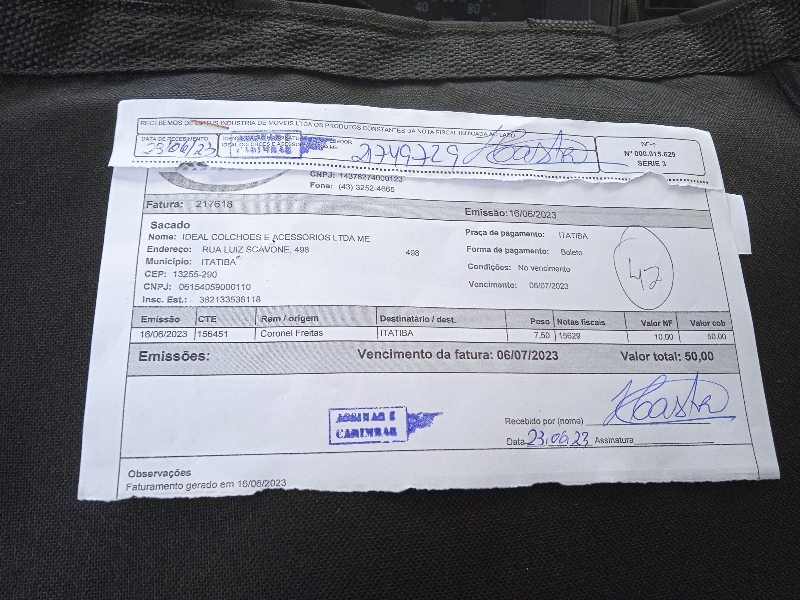 40 80
RECEBEMOS DE INDUSTRIA DE MOVEIS LTDA OS PRODUTOS CONSTANTES DA NOTA FISCAL INDICADA AO LADO
DATA DE RECEBIMENTO
23/06/23
2749729
NF-e
Nº 000.015.629
SERIE 3
CNPJ: 14378274000123
Fone: (43) 3252-4665
Fatura: 217618
Emissão: 16/06/2023
Sacado
Nome: IDEAL COLCHOES E ACESSORIOS LTDA ME
Endereço: RUA LUIZ SCAVONE, 498 498
Município: ITATIBA
CEP: 13255-290
CNPJ: 06154059000110
Insc. Est.: 382133536118
Praça de pagamento: ITATIBA
Forma de pagamento: Boleto
Condições: No vencimento
Vencimento: 06/07/2023
42
Emissão CTE Rem / origem Destinatário / dest. Peso Notas fiscais Valor NF Valor cob
16/06/2023 156451 Coronel Freitas ITATIBA 7,50 15629 10,00 50,00
Emissões: Vencimento da fatura: 06/07/2023 Valor total: 50,00
ASSINAR E
CARIMBAR
Recebido por (nome)
Data 23/06/23 Assinatura
Observações
Faturamento gerado em 16/06/2023